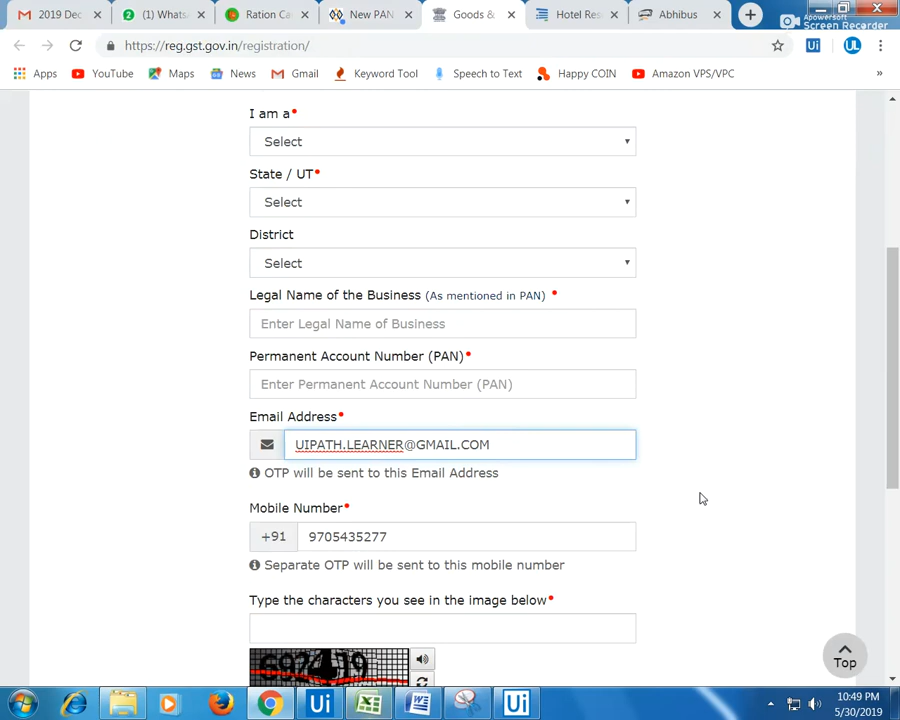 2019 Dec
(1) Whats
Ration Ca
New PAN
Goods &
Hotel Res
Abhibus
Apowersoft
Screen Recorder
https://reg.gst.gov.in/registration/
Apps
YouTube
Maps
News
Gmail
Keyword Tool
Speech to Text
Happy COIN
Amazon VPS/VPC
»
I am a•
Select
State / UT•
Select
District
Select
Legal Name of the Business (As mentioned in PAN) •
Enter Legal Name of Business
Permanent Account Number (PAN)•
Enter Permanent Account Number (PAN)
Email Address•
UIPATH.LEARNER@GMAIL.COM
OTP will be sent to this Email Address
Mobile Number•
+91 9705435277
Separate OTP will be sent to this mobile number
Type the characters you see in the image below•
Top
10:49 PM
5/30/2019